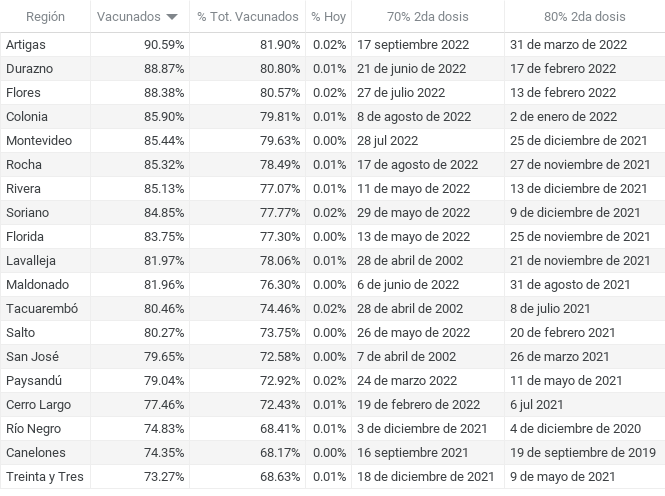 Región Vacunados % Tot. Vacunados % Hoy 70% 2da dosis 80% 2da dosis
Artigas 90.59% 81.90% 0.02% 17 septiembre 2022 31 de marzo de 2022
Durazno 88.87% 80.80% 0.01% 21 de junio de 2022 17 de febrero 2022
Flores 88.38% 80.57% 0.02% 27 de julio 2022 13 de febrero 2022
Colonia 85.90% 79.81% 0.01% 8 de agosto de 2022 2 de enero de 2022
Montevideo 85.44% 79.63% 0.00% 28 jul 2022 25 de diciembre de 2021
Rocha 85.32% 78.49% 0.01% 17 de agosto de 2022 27 de noviembre de 2021
Rivera 85.13% 77.07% 0.01% 11 de mayo de 2022 13 de diciembre de 2021
Soriano 84.85% 77.77% 0.02% 29 de mayo de 2022 9 de diciembre de 2021
Florida 83.75% 77.30% 0.00% 13 de mayo de 2022 25 de noviembre de 2021
Lavalleja 81.97% 78.06% 0.01% 28 de abril de 2002 21 de noviembre de 2021
Maldonado 81.96% 76.30% 0.00% 6 de junio de 2022 31 de agosto de 2021
Tacuarembó 80.46% 74.46% 0.02% 28 de abril de 2002 8 de julio 2021
Salto 80.27% 73.75% 0.00% 26 de mayo de 2022 20 de febrero 2021
San José 79.65% 72.58% 0.00% 7 de abril de 2002 26 de marzo 2021
Paysandú 79.04% 72.92% 0.02% 24 de marzo 2022 11 de mayo de 2021
Cerro Largo 77.46% 72.43% 0.01% 19 de febrero de 2022 6 jul 2021
Río Negro 74.83% 68.41% 0.01% 3 de diciembre de 2021 4 de diciembre de 2020
Canelones 74.35% 68.17% 0.00% 16 septiembre 2021 19 de septiembre de 2019
Treinta y Tres 73.27% 68.63% 0.01% 18 de diciembre de 2021 9 de mayo de 2021